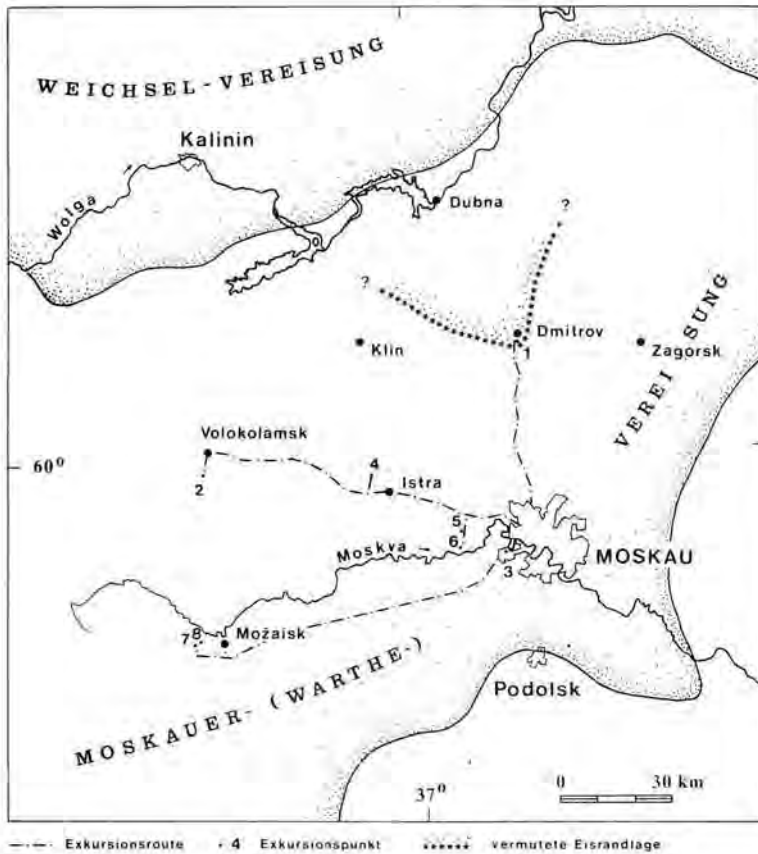 WEICHSEL-VEREISUNG
Kalinin
Wolga
Dubna
?
?
Dmitrov
1
Klin
Zagorsk
VEREISUNG
Volokolamsk
60°
2
4
Istra
5
6
Moskva
MOSKAU
3
7 8
Možaisk
MOSKAUER- (WARTHE-)
Podolsk
0 30 km
37°
Exkursionsroute 4 Exkursionspunkt vermutete Eisrandlage